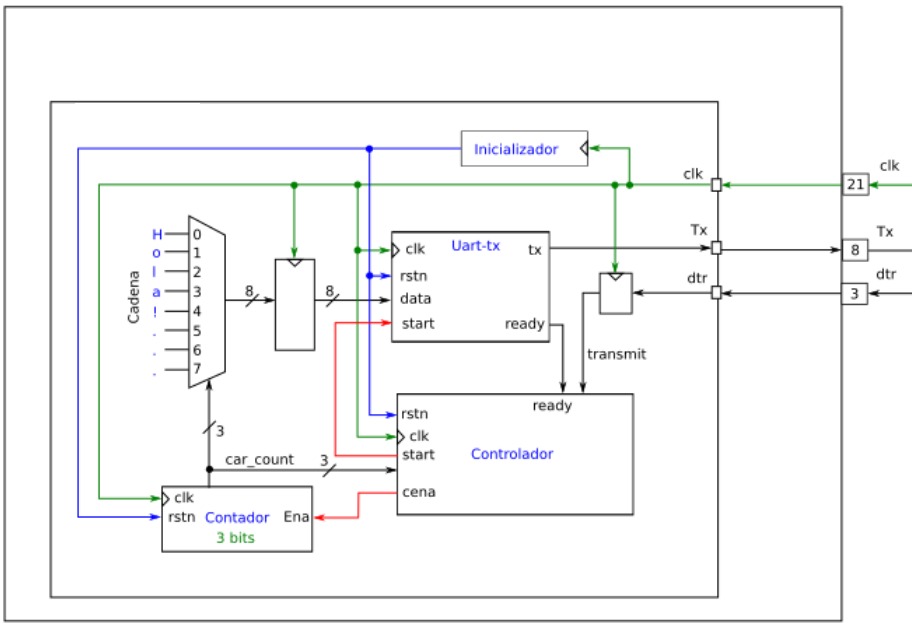 Inicializador
clk
clk
21
Tx
Tx
8
dtr
dtr
3
Cadena
H 0
o 1
l 2
a 3
! 4
. 5
. 6
. 7
8
8
Uart-tx
clk
tx
rstn
data
start
ready
transmit
3
ready
rstn
clk
start
Controlador
cena
car_count
3
clk
rstn
Contador
Ena
3 bits